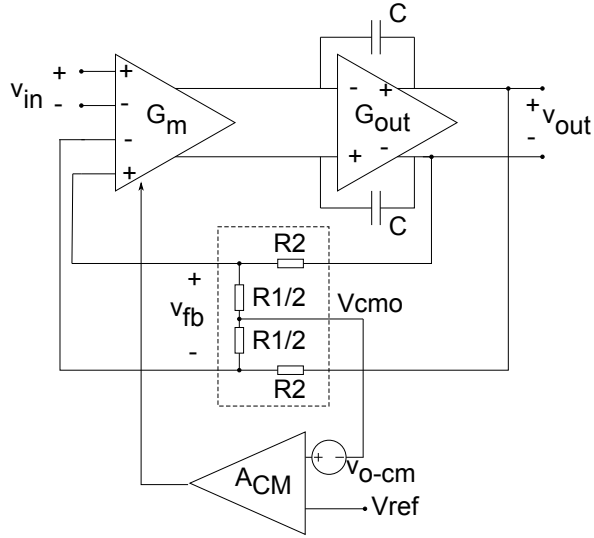 C
+
+
v_in
-
-
G_m
-
+
-
+
G_out
+
-
+
v_out
-
C
R2
+
R1/2
Vcmo
v_fb
R1/2
-
R2
A_CM
+ -
v_o-cm
Vref